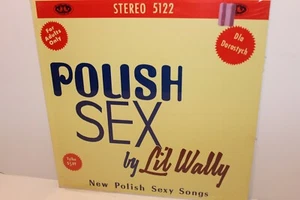 STEREO 5122
For
Adults
Only
Dla
Dorosłych
POLISH
SEX
by Li'l Wally
New Polish Sexy Songs